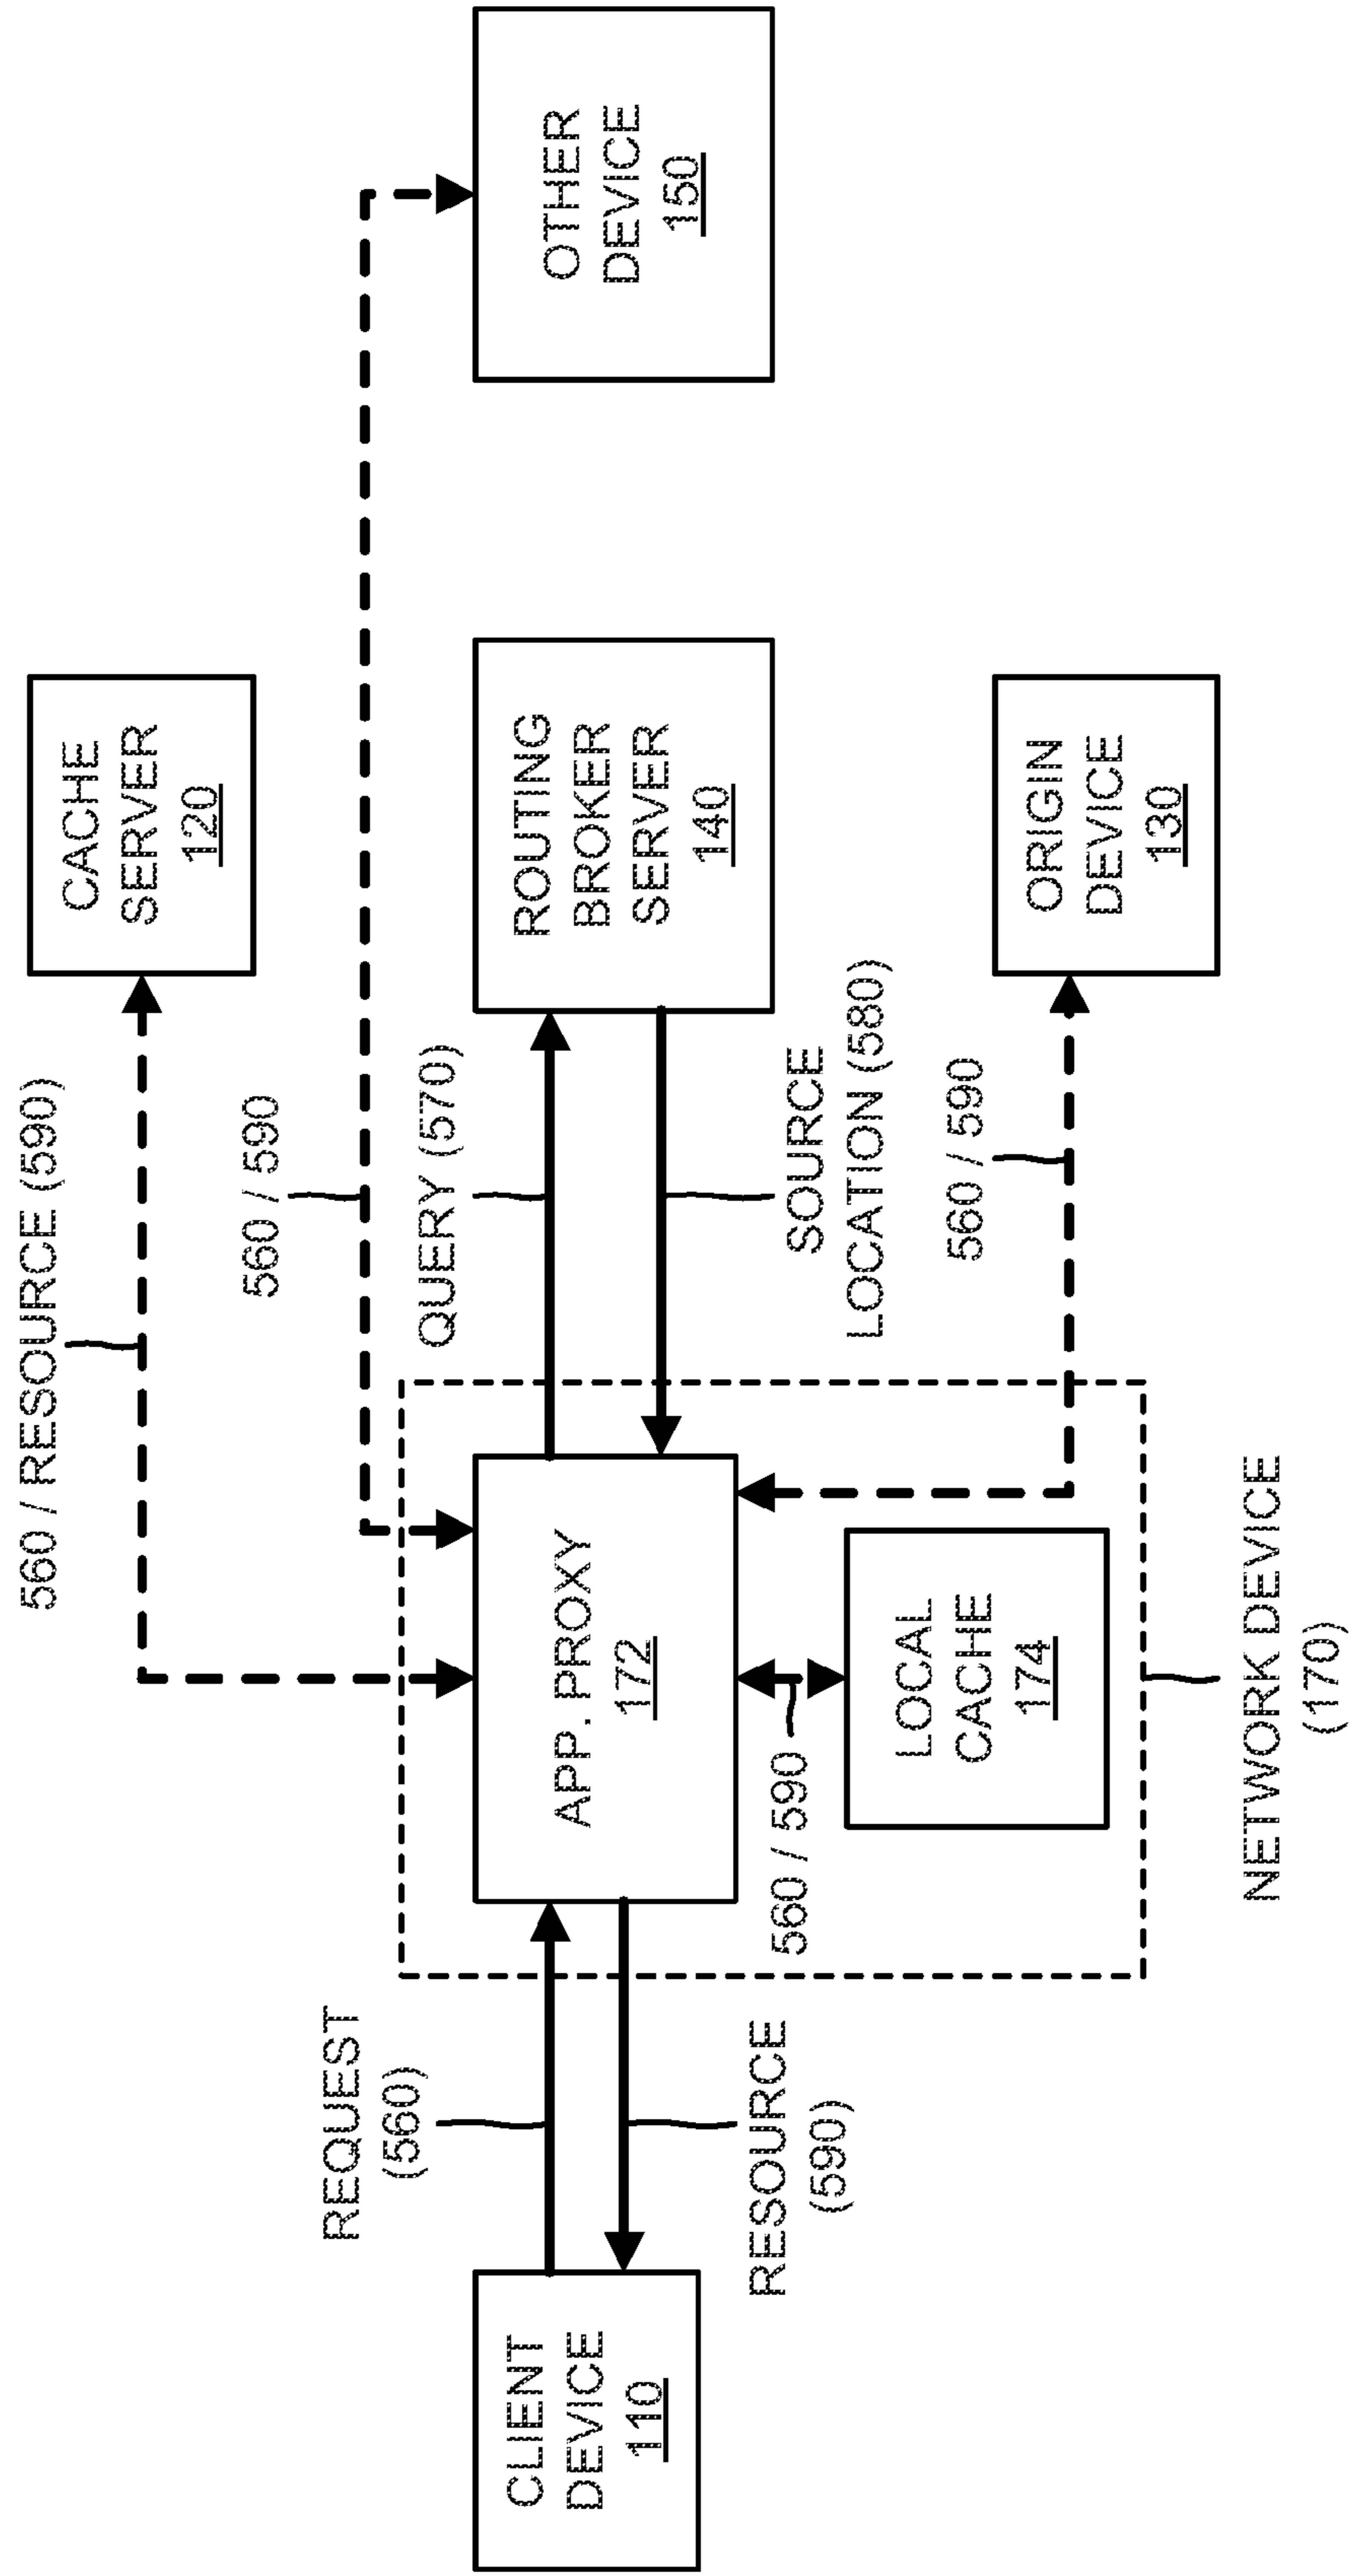 CACHE
SERVER
120
560 / RESOURCE (590)
560 / 590
OTHER
DEVICE
150
REQUEST
(560)
QUERY (570)
CLIENT
DEVICE
110
APP. PROXY
172
ROUTING
BROKER
SERVER
140
RESOURCE
(590)
560 / 590
SOURCE
LOCATION (580)
LOCAL
CACHE
174
560 / 590
ORIGIN
DEVICE
130
NETWORK DEVICE
(170)